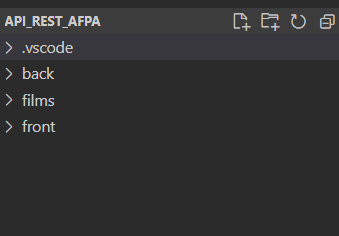 API_REST_AFPA
.vscode
back
films
front